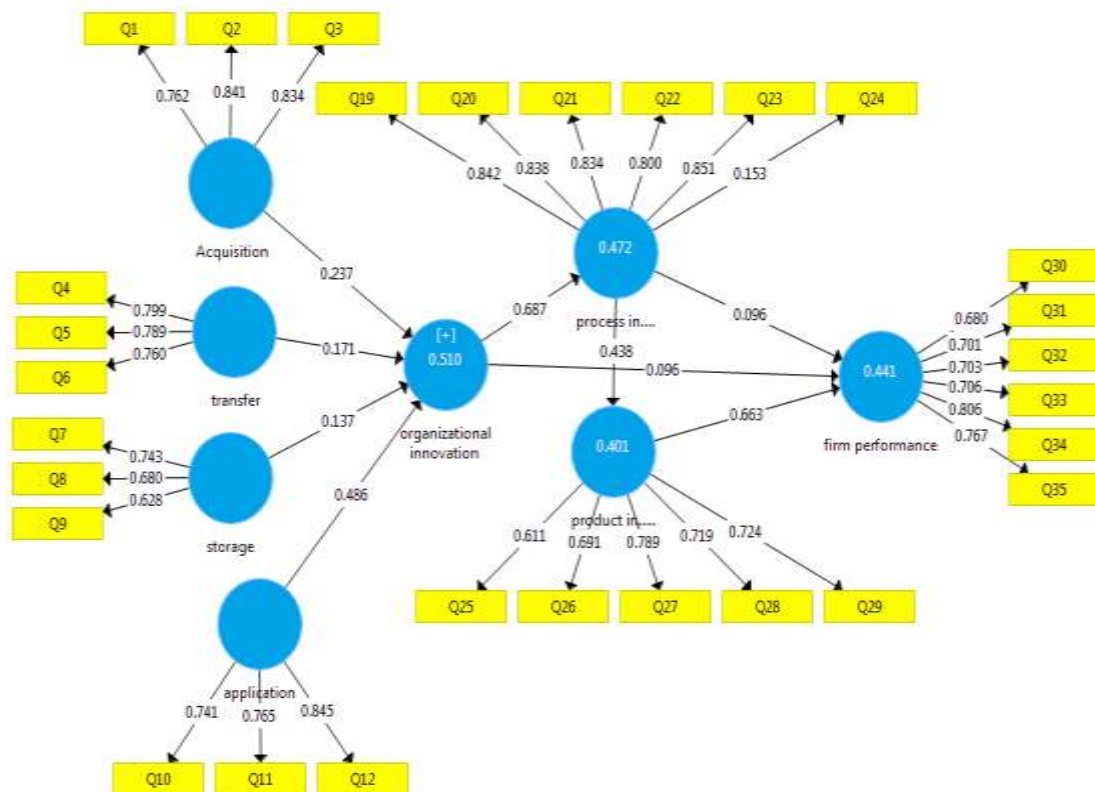 Q1 Q2 Q3
0.762 0.841 0.834
Acquisition
Q19 Q20 Q21 Q22 Q23 Q24
0.842 0.838 0.834 0.800 0.851 0.153
0.472
process in....
Q4
Q5
Q6
0.799
0.789
0.760
transfer
0.237
0.171
0.137
0.486
[+]
0.510
organizational
innovation
0.687
0.438
0.096
0.096
0.663
Q7
Q8
Q9
0.743
0.680
0.628
storage
0.401
product in....
0.611 0.691 0.789 0.719 0.724
Q25 Q26 Q27 Q28 Q29
0.441
firm performance
0.680
0.701
0.703
0.706
0.806
0.767
Q30
Q31
Q32
Q33
Q34
Q35
application
0.741 0.765 0.845
Q10 Q11 Q12